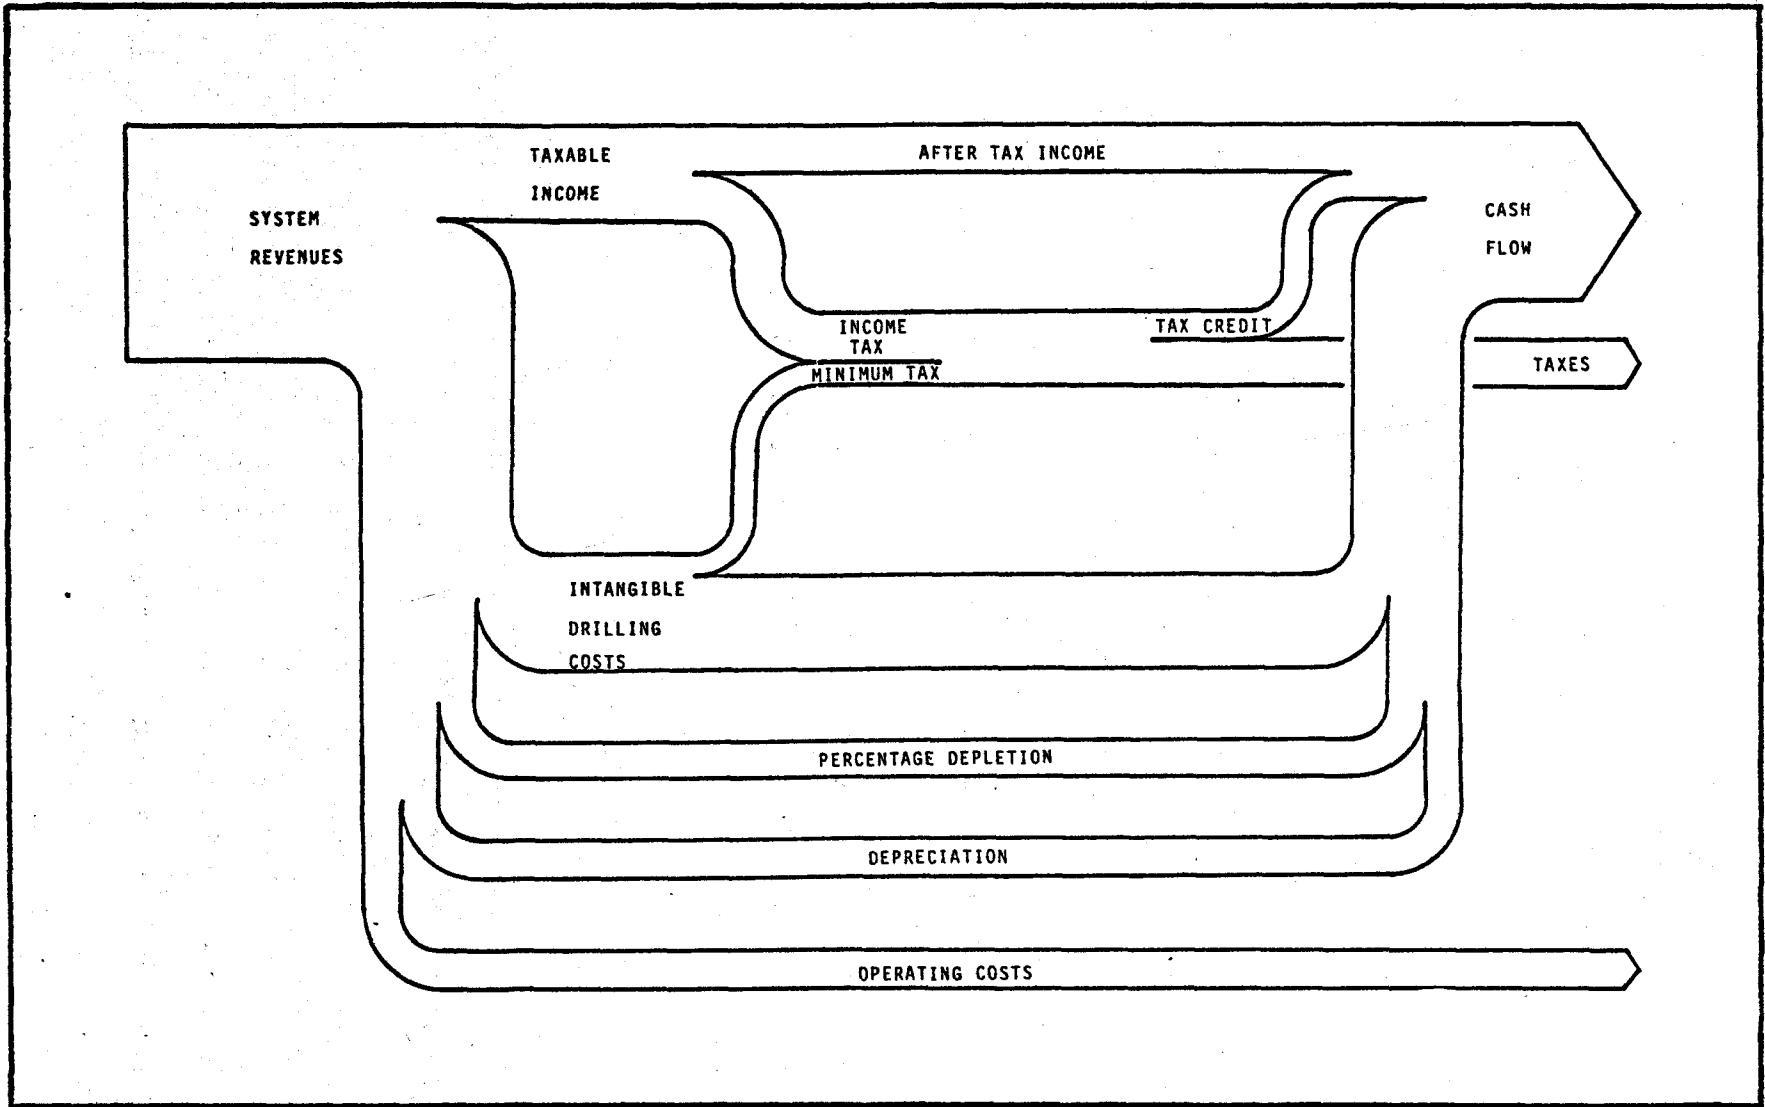 TAXABLE
INCOME
AFTER TAX INCOME
SYSTEM
REVENUES
CASH
FLOW
INCOME
TAX
TAX CREDIT
MINIMUM TAX
TAXES
INTANGIBLE
DRILLING
COSTS
PERCENTAGE DEPLETION
DEPRECIATION
OPERATING COSTS